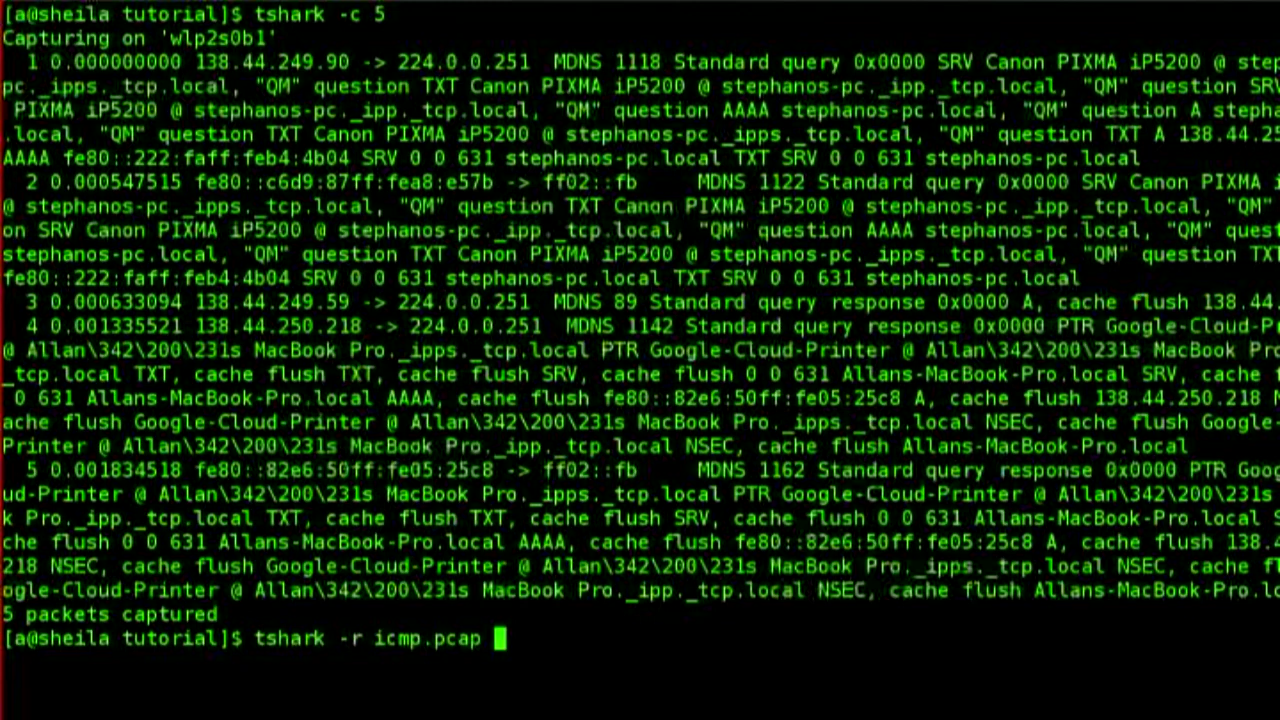 [a@sheila tutorial]$ tshark -c 5
Capturing on 'wlp2s0b1'
1 0.000000000 138.44.249.90 -> 224.0.0.251 MDNS 1118 Standard query 0x0000 SRV Canon PIXMA iP5200 @ step
pc._ipps._tcp.local, "QM" question TXT Canon PIXMA iP5200 @ stephanos-pc._ipps._tcp.local, "QM" question SRV
PIXMA iP5200 @ stephanos-pc._ipp._tcp.local, "QM" question AAAA stephanos-pc.local, "QM" question A stepha
.local, "QM" question TXT Canon PIXMA iP5200 @ stephanos-pc._ipp._tcp.local, "QM" question TXT A 138.44.25
AAAA fe80::222:faff:feb4:4b04 SRV 0 0 631 stephanos-pc.local TXT SRV 0 0 631 stephanos-pc.local
2 0.000547515 fe80::c6d9:87ff:fea8:e57b -> ff02::fb MDNS 1122 Standard query 0x0000 SRV Canon PIXMA i
@ stephanos-pc._ipps._tcp.local, "QM" question TXT Canon PIXMA iP5200 @ stephanos-pc._ipps._tcp.local, "QM"
on SRV Canon PIXMA iP5200 @ stephanos-pc._ipp._tcp.local, "QM" question AAAA stephanos-pc.local, "QM" ques
stephanos-pc.local, "QM" question TXT Canon PIXMA iP5200 @ stephanos-pc._ipp._tcp.local, "QM" question TXT
fe80::222:faff:feb4:4b04 SRV 0 0 631 stephanos-pc.local TXT SRV 0 0 631 stephanos-pc.local
3 0.000633094 138.44.249.59 -> 224.0.0.251 MDNS 89 Standard query response 0x0000 A, cache flush 138.44
4 0.001335521 138.44.250.218 -> 224.0.0.251 MDNS 1142 Standard query response 0x0000 PTR Google-Cloud-Pr
@ Allan\342\200\231s MacBook Pro._ipps._tcp.local PTR Google-Cloud-Printer @ Allan\342\200\231s MacBook Pro
_tcp.local TXT, cache flush TXT, cache flush SRV, cache flush 0 0 631 Allans-MacBook-Pro.local SRV, cache f
0 631 Allans-MacBook-Pro.local AAAA, cache flush fe80::82e6:50ff:fe05:25c8 A, cache flush 138.44.250.218 N
ache flush Google-Cloud-Printer @ Allan\342\200\231s MacBook Pro._ipps._tcp.local NSEC, cache flush Google-
Printer @ Allan\342\200\231s MacBook Pro._ipp._tcp.local NSEC, cache flush Allans-MacBook-Pro.local
5 0.001834518 fe80::82e6:50ff:fe05:25c8 -> ff02::fb MDNS 1162 Standard query response 0x0000 PTR Goog
ud-Printer @ Allan\342\200\231s MacBook Pro._ipps._tcp.local PTR Google-Cloud-Printer @ Allan\342\200\231s
k Pro._ipp._tcp.local TXT, cache flush TXT, cache flush SRV, cache flush 0 0 631 Allans-MacBook-Pro.local S
che flush 0 0 631 Allans-MacBook-Pro.local AAAA, cache flush fe80::82e6:50ff:fe05:25c8 A, cache flush 138.4
218 NSEC, cache flush Google-Cloud-Printer @ Allan\342\200\231s MacBook Pro._ipps._tcp.local NSEC, cache fl
ogle-Cloud-Printer @ Allan\342\200\231s MacBook Pro._ipp._tcp.local NSEC, cache flush Allans-MacBook-Pro.lo
5 packets captured
[a@sheila tutorial]$ tshark -r icmp.pcap